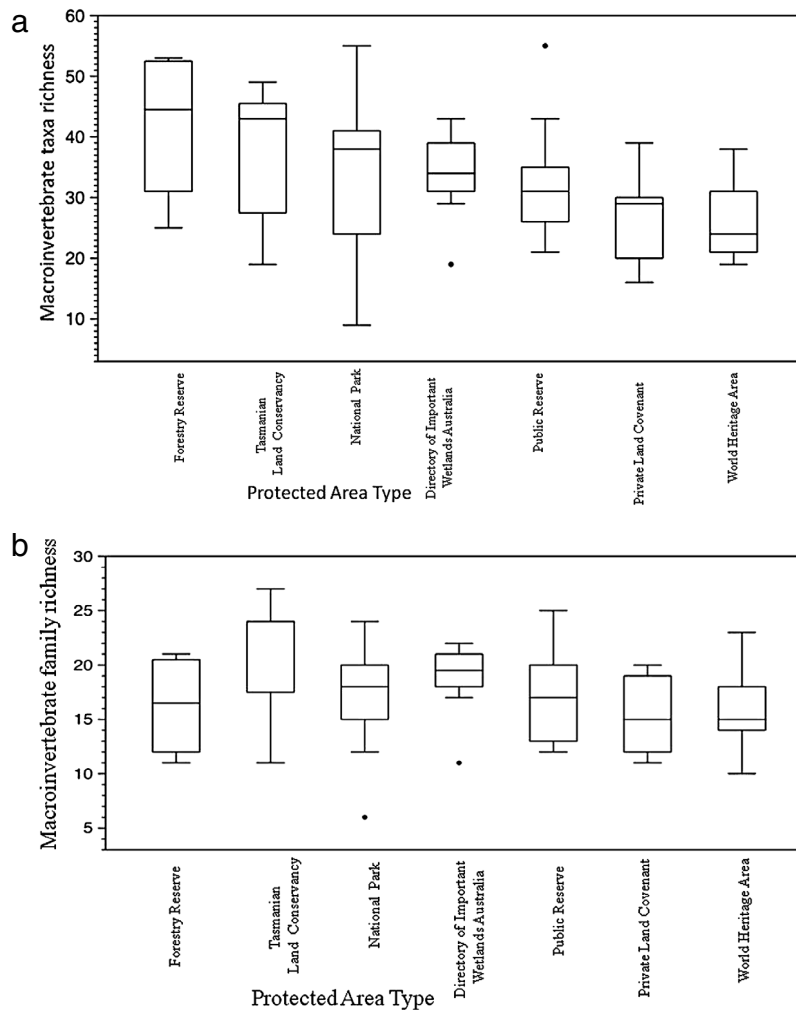 a
Macroinvertebrate taxa richness
60
50
40
30
20
10
Forestry Reserve
Tasmanian
Land Conservancy
National Park
Directory of Important
Wetlands Australia
Public Reserve
Private Land Covenant
World Heritage Area
Protected Area Type
b
Macroinvertebrate family richness
30
25
20
15
10
5
Forestry Reserve
Tasmanian
Land Conservancy
National Park
Directory of Important
Wetlands Australia
Public Reserve
Private Land Covenant
World Heritage Area
Protected Area Type